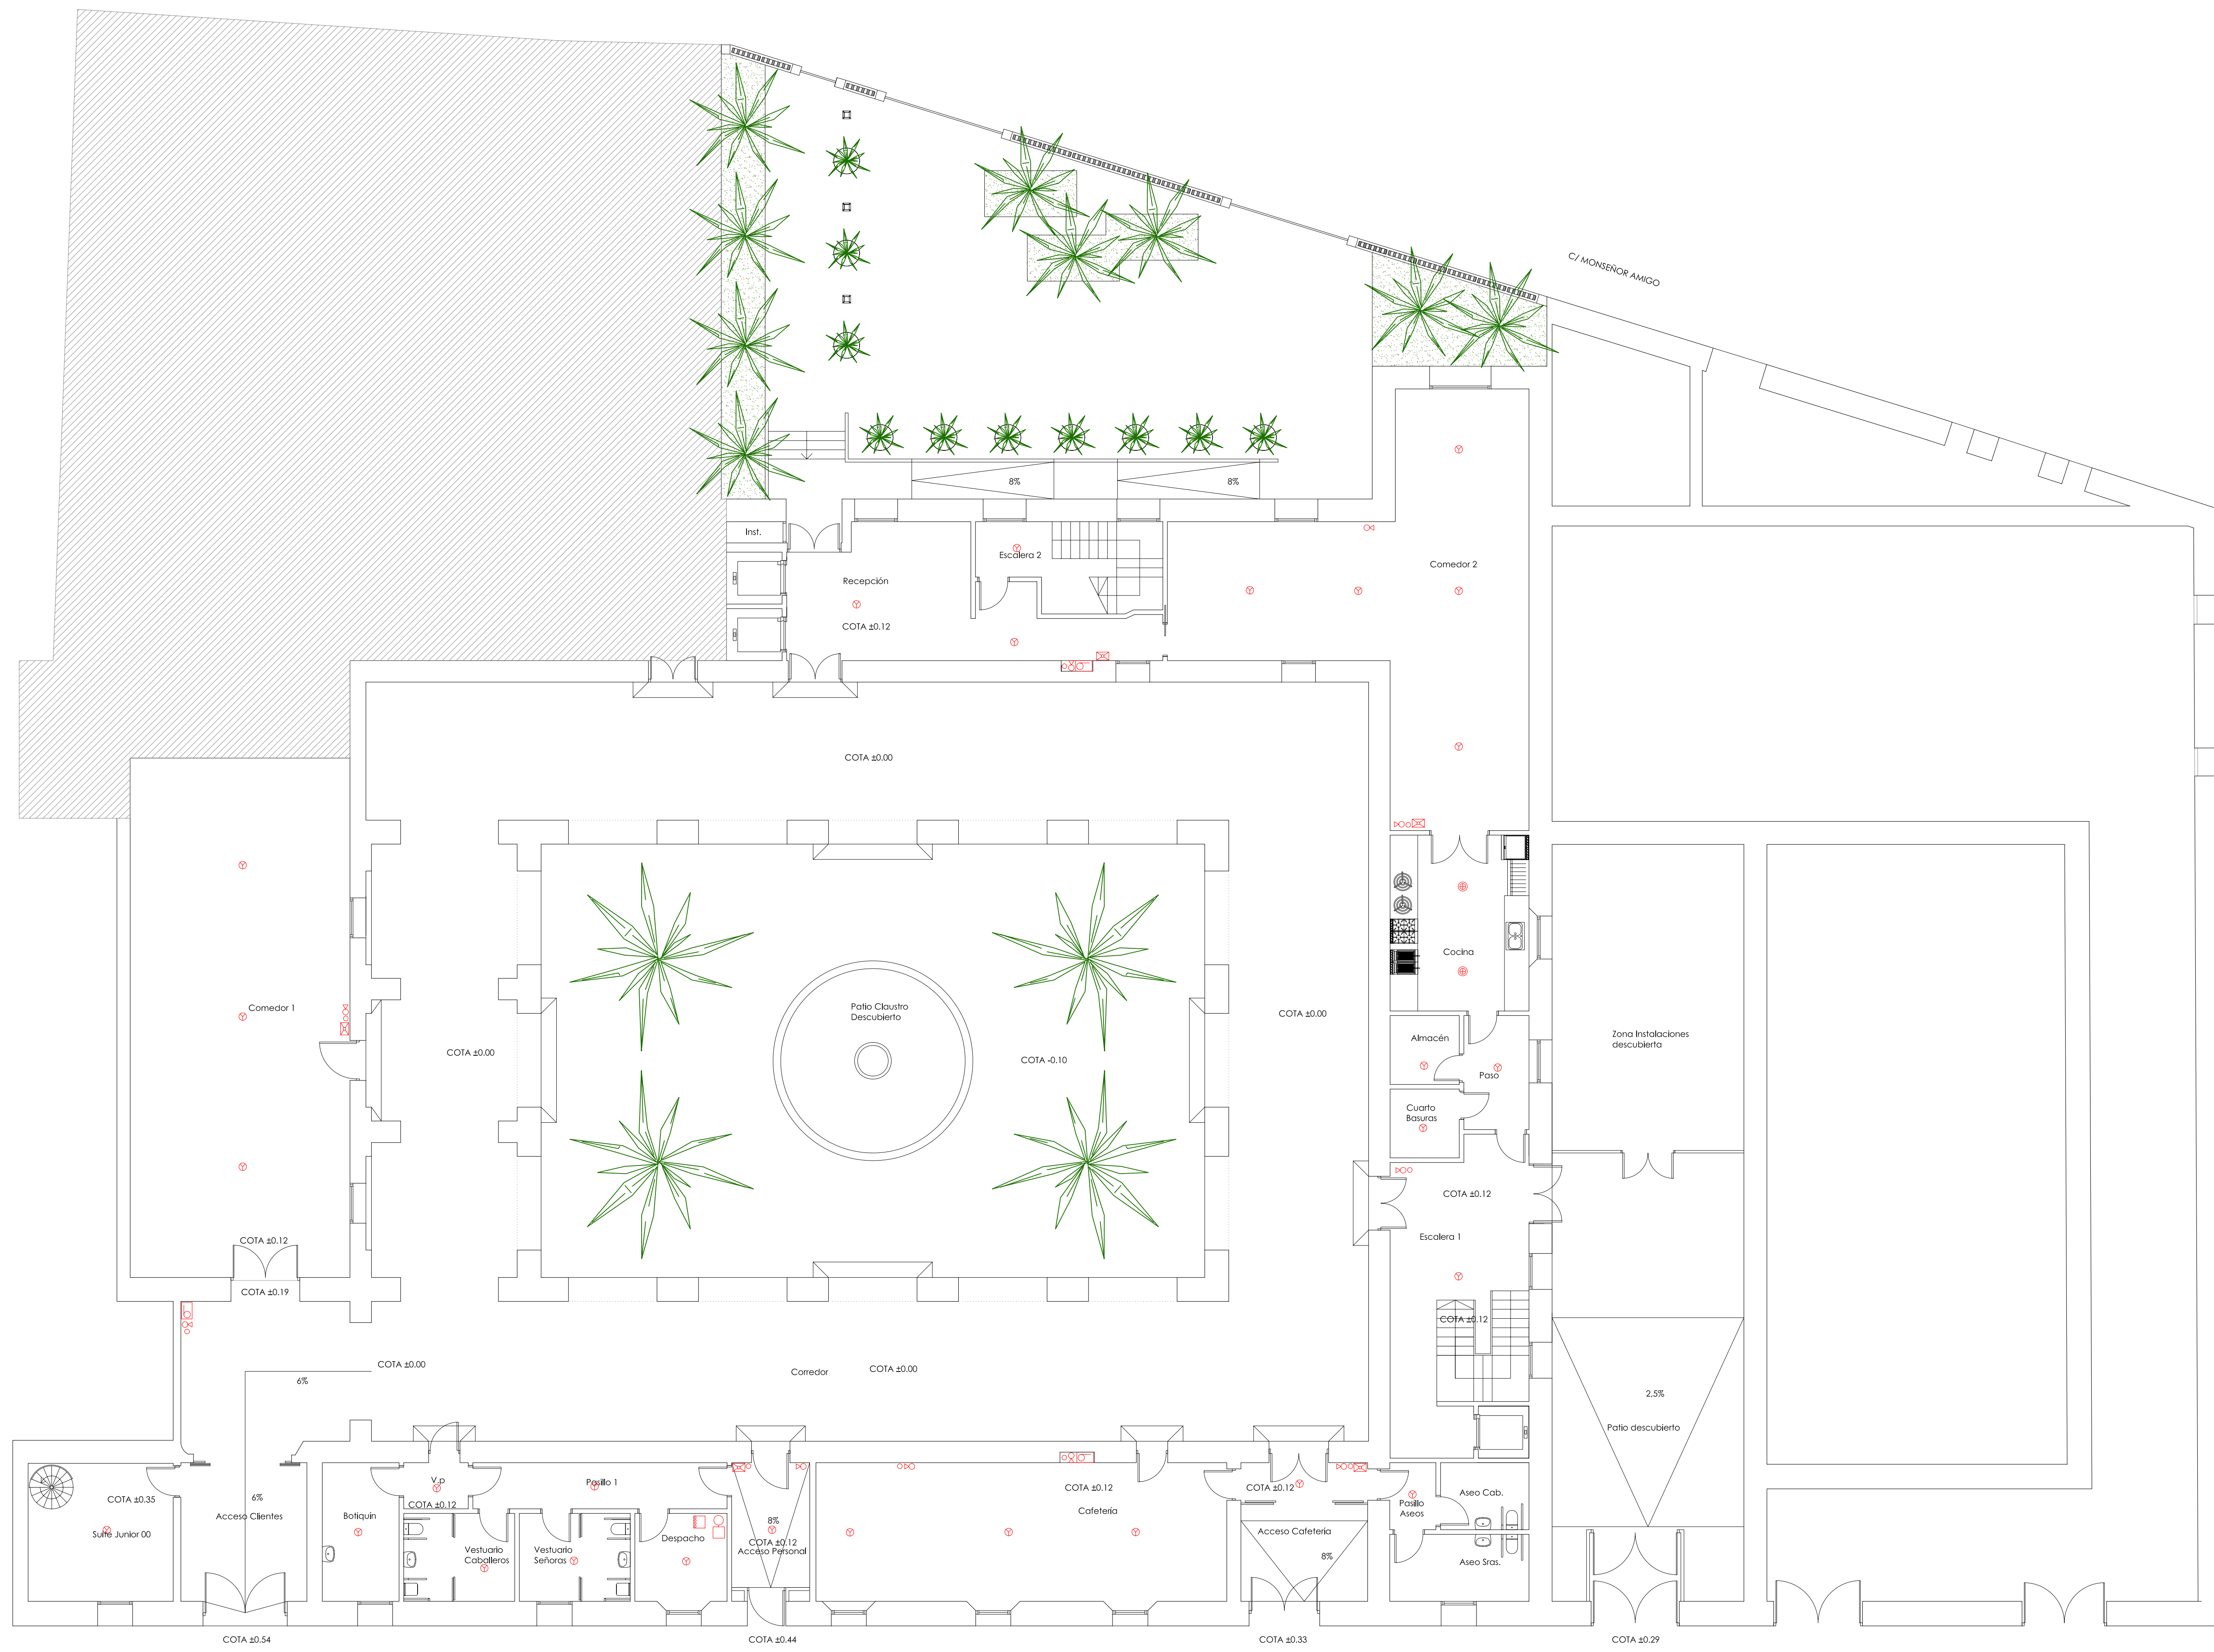 C/ MONSEÑOR AMIGO
8%
8%
Inst.
Escalera 2
Recepción
Comedor 2
COTA ±0.12
COTA ±0.00
Cocina
Comedor 1
Patio Claustro
Descubierto
COTA ±0.00
COTA ±0.00
COTA -0.10
Almacén
Zona Instalaciones
descubierta
Paso
Cuarto
Basuras
COTA ±0.12
Escalera 1
COTA ±0.12
COTA ±0.19
COTA ±0.12
COTA ±0.00
Corredor
COTA ±0.00
6%
2,5%
Patio descubierto
V.p
Pasillo 1
COTA ±0.12
COTA ±0.12
Aseo Cab.
COTA ±0.35
6%
COTA ±0.12
Pasillo
Aseos
Acceso Clientes
Botiquin
Cafetería
Suite Junior 00
8%
Acceso Cafetería
Despacho
COTA ±0.12
Acceso Personal
Vestuario
Caballeros
Vestuario
Señoras
8%
Aseo Sras.
COTA ±0.54
COTA ±0.44
COTA ±0.33
COTA ±0.29